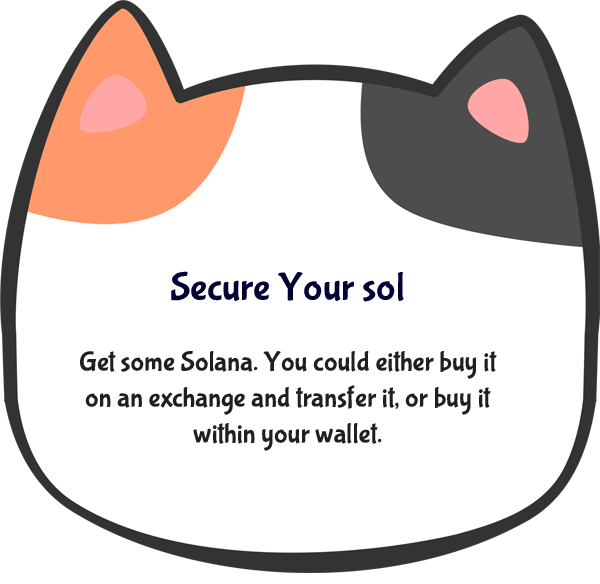 Secure Your sol
Get some Solana. You could either buy it
on an exchange and transfer it, or buy it
within your wallet.